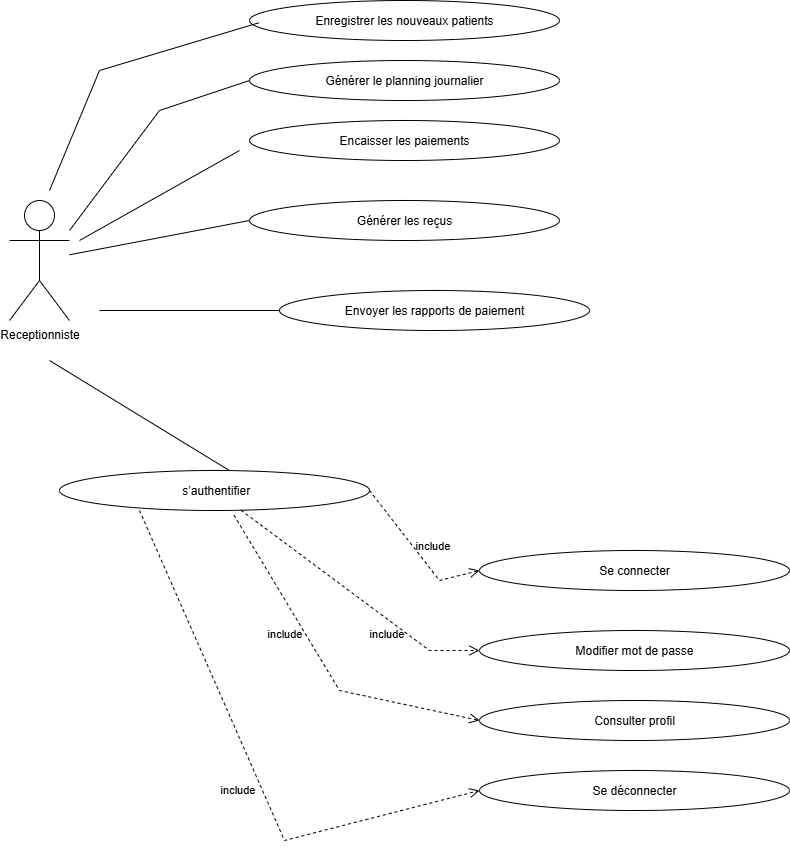 Enregistrer les nouveaux patients
Générer le planning journalier
Encaisser les paiements
Générer les reçus
Envoyer les rapports de paiement
Receptionniste
s'authentifier
include
Se connecter
include
include
Modifier mot de passe
Consulter profil
include
Se déconnecter